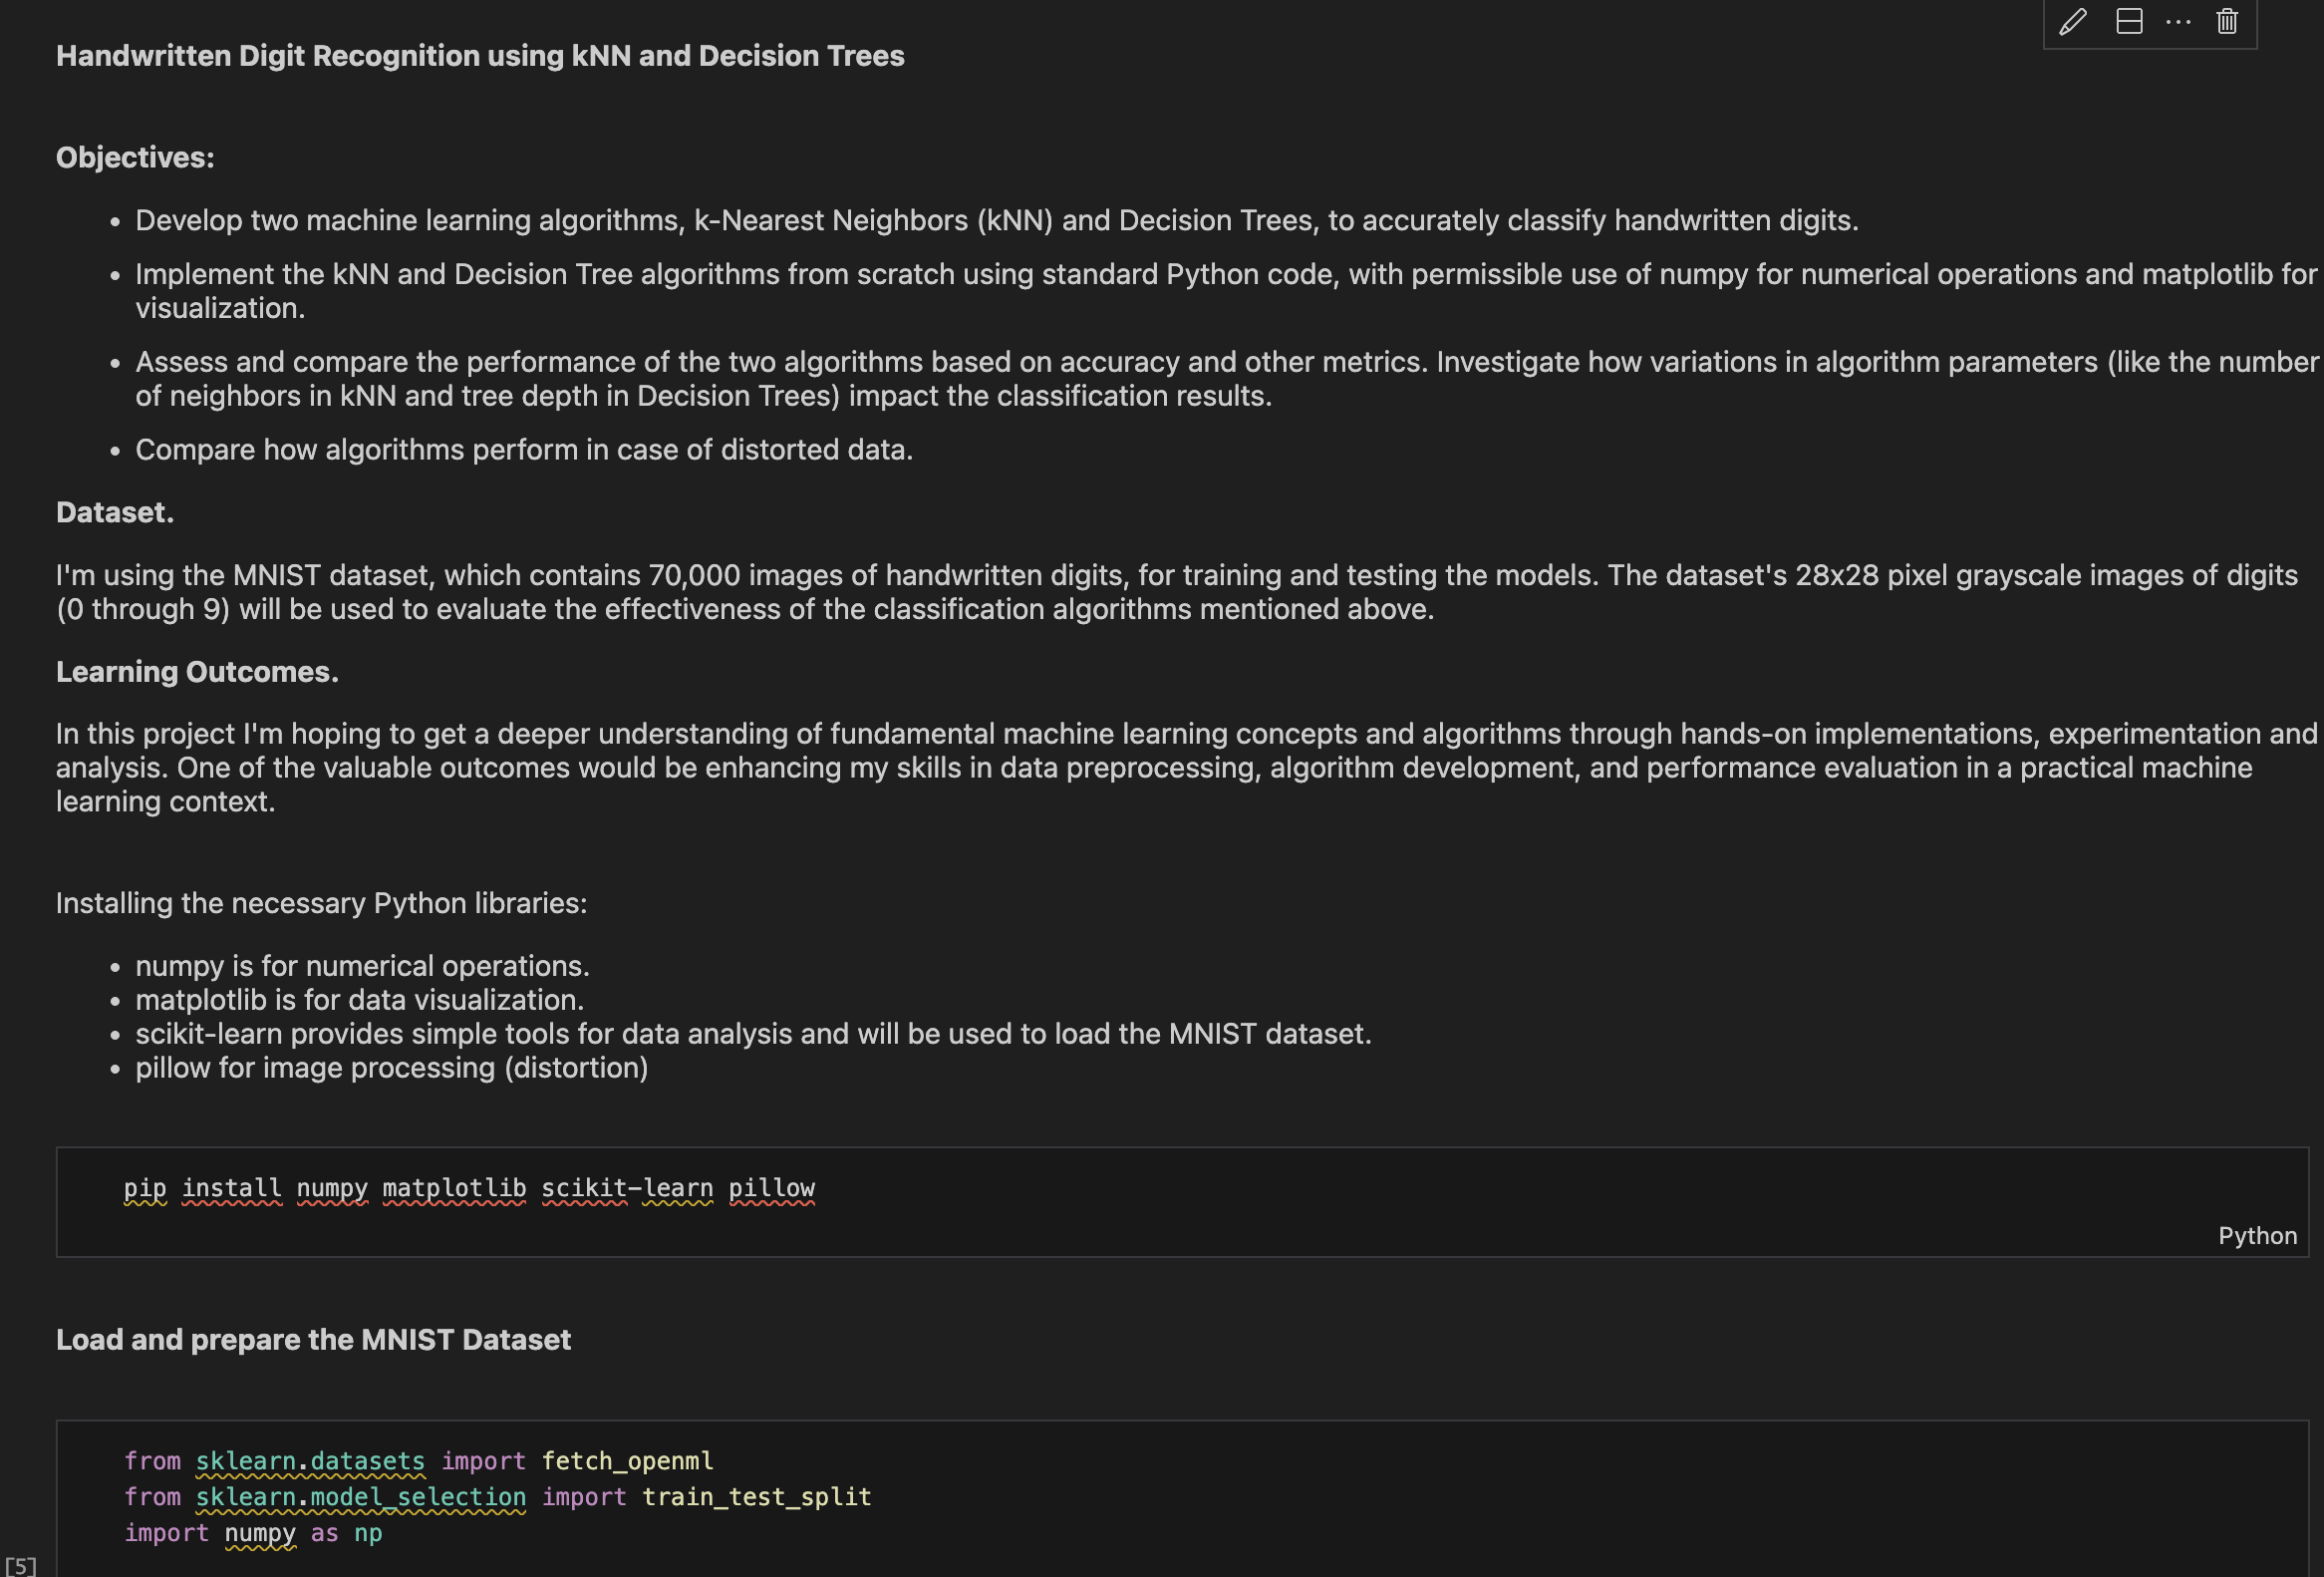 Handwritten Digit Recognition using kNN and Decision Trees
Objectives:
• Develop two machine learning algorithms, k-Nearest Neighbors (kNN) and Decision Trees, to accurately classify handwritten digits.
• Implement the kNN and Decision Tree algorithms from scratch using standard Python code, with permissible use of numpy for numerical operations and matplotlib for
visualization.
• Assess and compare the performance of the two algorithms based on accuracy and other metrics. Investigate how variations in algorithm parameters (like the number
of neighbors in kNN and tree depth in Decision Trees) impact the classification results.
• Compare how algorithms perform in case of distorted data.
Dataset.
I'm using the MNIST dataset, which contains 70,000 images of handwritten digits, for training and testing the models. The dataset's 28x28 pixel grayscale images of digits
(0 through 9) will be used to evaluate the effectiveness of the classification algorithms mentioned above.
Learning Outcomes.
In this project I'm hoping to get a deeper understanding of fundamental machine learning concepts and algorithms through hands-on implementations, experimentation and
analysis. One of the valuable outcomes would be enhancing my skills in data preprocessing, algorithm development, and performance evaluation in a practical machine
learning context.
Installing the necessary Python libraries:
• numpy is for numerical operations.
• matplotlib is for data visualization.
• scikit-learn provides simple tools for data analysis and will be used to load the MNIST dataset.
• pillow for image processing (distortion)
pip install numpy matplotlib scikit-learn pillow
Python
Load and prepare the MNIST Dataset
from sklearn.datasets import fetch_openml
from sklearn.model_selection import train_test_split
import numpy as np
[5]